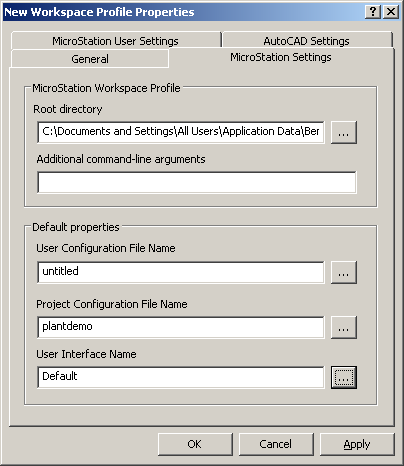 New Workspace Profile Properties
MicroStation User Settings
AutoCAD Settings
General
MicroStation Settings
MicroStation Workspace Profile
Root directory
C:\Documents and Settings\All Users\Application Data\Ber
...
Additional command-line arguments
Default properties
User Configuration File Name
untitled
...
Project Configuration File Name
plantdemo
...
User Interface Name
Default
...
OK
Cancel
Apply